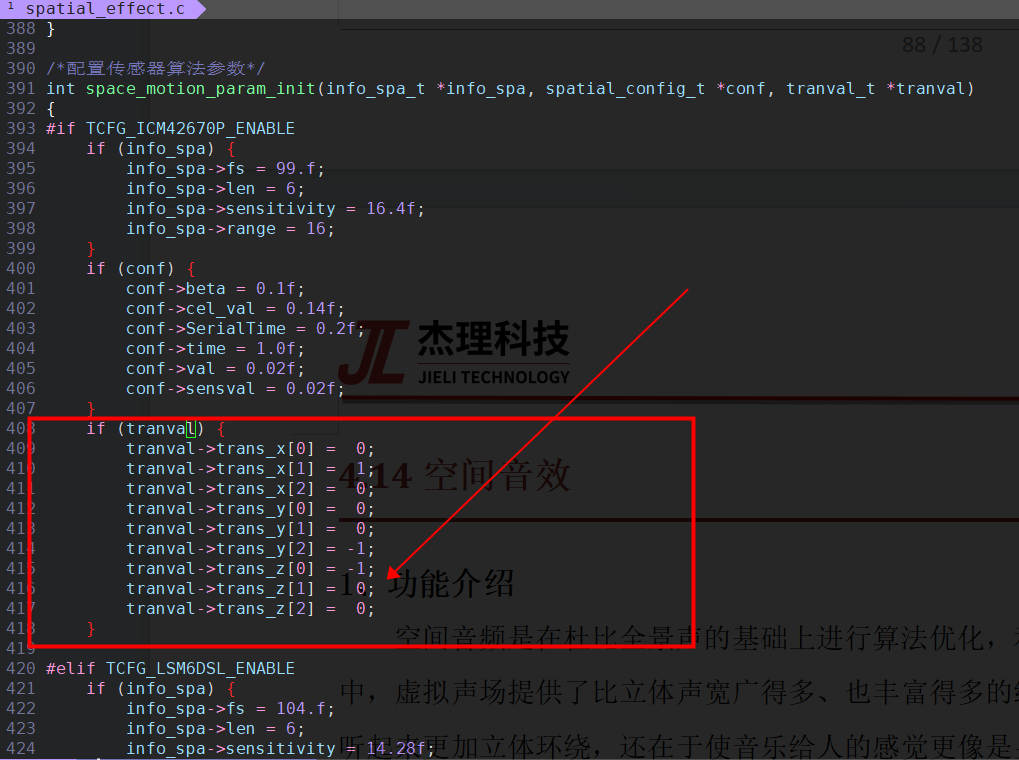 1 spatial_effect.c
88 / 138
388 }
389
390 /*配置传感器算法参数*/
391 int space_motion_param_init(info_spa_t *info_spa, spatial_config_t *conf, tranval_t *tranval)
392 {
393 #if TCFG_ICM42670P_ENABLE
394     if (info_spa) {
395         info_spa->fs = 99.f;
396         info_spa->len = 6;
397         info_spa->sensitivity = 16.4f;
398         info_spa->range = 16;
399     }
400     if (conf) {
401         conf->beta = 0.1f;
402         conf->cel_val = 0.14f;
403         conf->SerialTime = 0.2f;
404         conf->time = 1.0f;
405         conf->val = 0.02f;
406         conf->sensval = 0.02f;
407     }
408     if (tranval) {
409         tranval->trans_x[0] =  0;
410         tranval->trans_x[1] =  1;
411         tranval->trans_x[2] =  0;
412         tranval->trans_y[0] =  0;
413         tranval->trans_y[1] =  0;
414         tranval->trans_y[2] = -1;
415         tranval->trans_z[0] = -1;
416         tranval->trans_z[1] =  0;
417         tranval->trans_z[2] =  0;
418     }
419
420 #elif TCFG_LSM6DSL_ENABLE
421     if (info_spa) {
422         info_spa->fs = 104.f;
423         info_spa->len = 6;
424         info_spa->sensitivity = 14.28f;
JL 杰理科技
JIELI TECHNOLOGY
4.14 空间音效
1. 功能介绍
空间音频是在杜比全景声的基础上进行算法优化，
中，虚拟声场提供了比立体声宽广得多、也丰富得多的
听起来更加立体环绕，还在于使音乐给人的感觉更像是